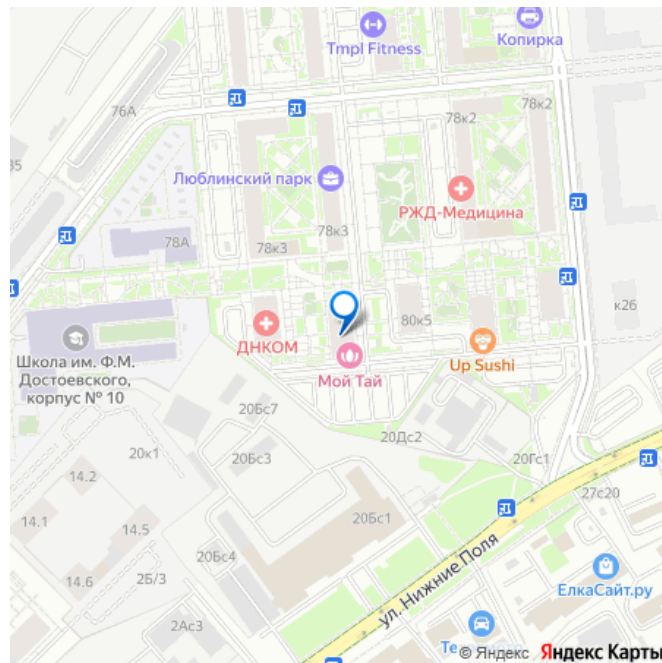 Tmpl Fitness
Копирка
76А
78к2
78к2
35
Люблинский парк
РЖД-Медицина
78А
78к3
78к3
к26
80к5
ДНКОМ
Школа им. Ф.М.
Достоевского,
корпус № 10
Мой Тай
Up Sushi
20Бс7
20Дс2
20к1
20Бс3
20Гс1
14.2
27с20
14.1
14.5
20Бс1
20Бс4
ул. Нижние Поля
14.6
2Б/3
ЕлкаСайт.ру
2Ас3
© Яндекс
Яндекс Карты